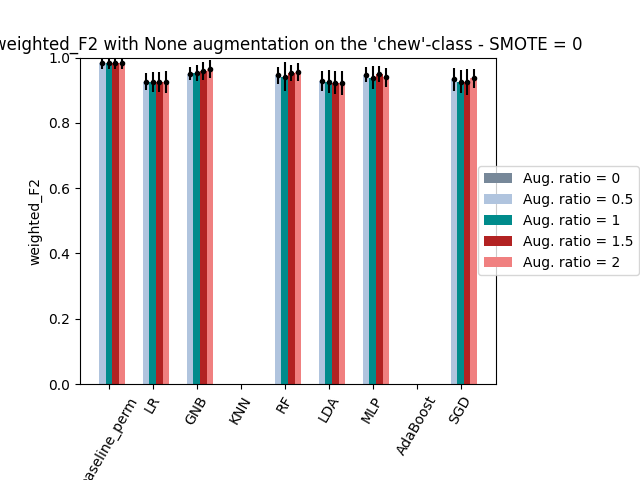 weighted_F2 with None augmentation on the 'chew'-class - SMOTE = 0
1.0
0.8
0.6
0.4
0.2
0.0
weighted_F2
Aug. ratio = 0
Aug. ratio = 0.5
Aug. ratio = 1
Aug. ratio = 1.5
Aug. ratio = 2
baseline_perm
LR
GNB
KNN
RF
LDA
MLP
AdaBoost
SGD